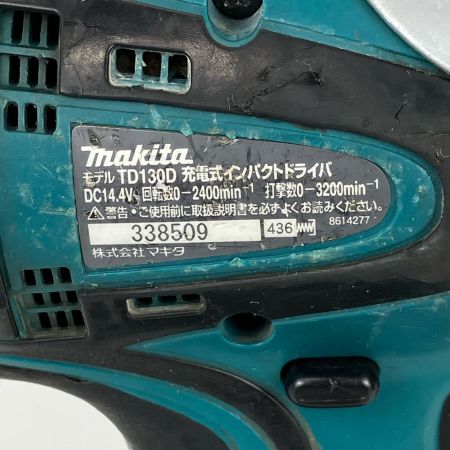 makita
モデル TD130D 充電式インパクトドライバ
DC14.4V 回転数0-2400min⁻¹ 打撃数0-3200min⁻¹
⚠警告・ご使用前に取扱説明書を必ずよくお読みください。
338509 436 8614277
株式会社マキタ